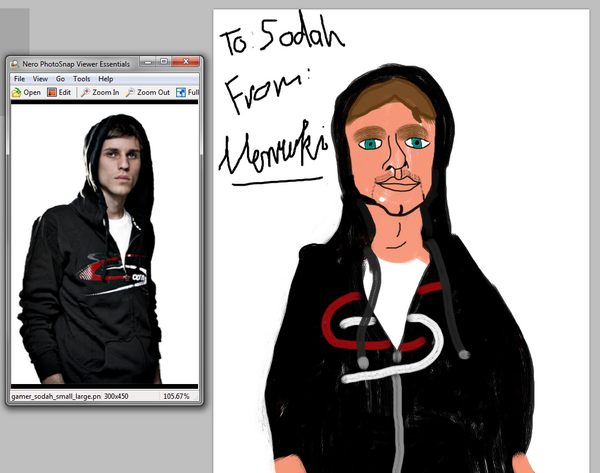 Nero PhotoSnap Viewer Essentials
File View Go Tools Help
Open Edit Zoom In Zoom Out Full
gamer_sodah_small_large.pn 300x450 105.67%
To: Sodah
From: